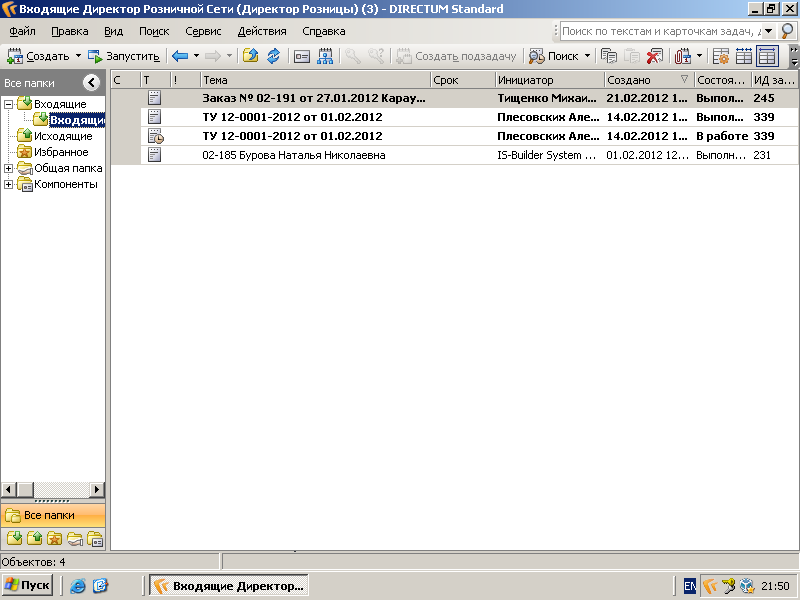 Входящие Директор Розничной Сети (Директор Розницы) (3) - DIRECTUM Standard
Файл Правка Вид Поиск Сервис Действия Справка Поиск по текстам и карточкам задач,
Создать Запустить Создать подзадачу Поиск
Все папки С Т ! Тема Срок Инициатор Создано Состоя... ИД за...
Входящие
Входящие
Исходящие
Избранное
Общая папка
Компоненты
Заказ № 02-191 от 27.01.2012 Карау... Тищенко Михаи... 21.02.2012 1... Выпол... 245
ТУ 12-0001-2012 от 01.02.2012 Плесовских Але... 14.02.2012 1... Выпол... 339
ТУ 12-0001-2012 от 01.02.2012 Плесовских Але... 14.02.2012 1... В работе 339
02-185 Бурова Наталья Николаевна IS-Builder System ... 01.02.2012 12... Выполн... 231
Все папки
Объектов: 4
Пуск Входящие Директор... EN 21:50